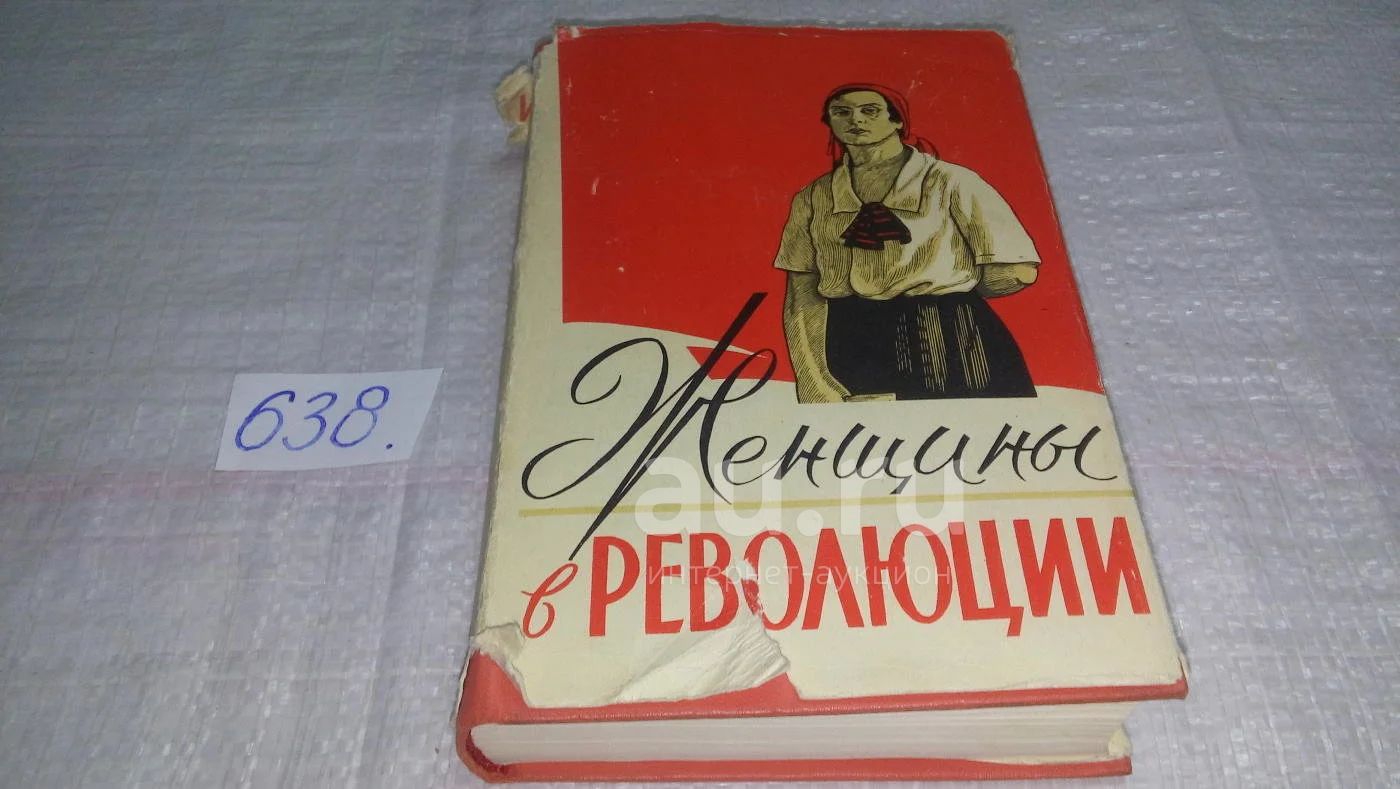 638.
Женщины
в РЕВОЛЮЦИИ
au.ru
интернет-аукцион